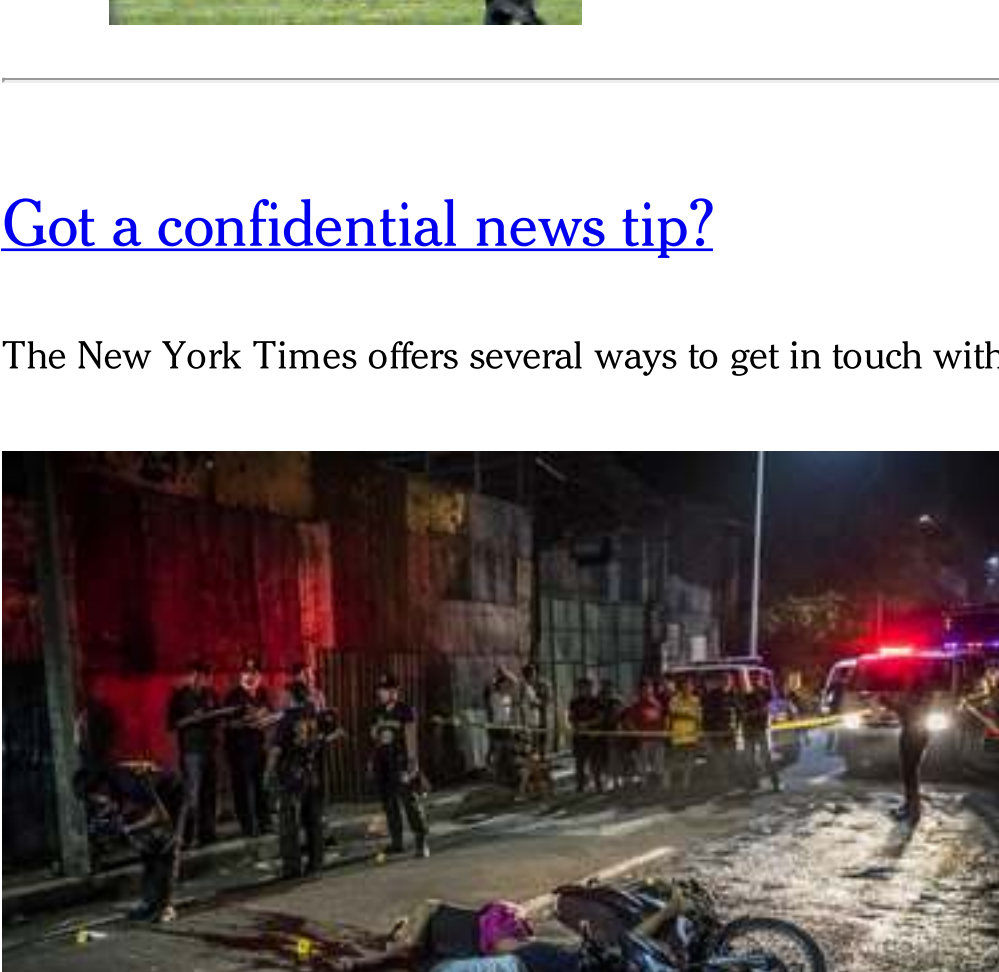 Got a confidential news tip?
The New York Times offers several ways to get in touch with